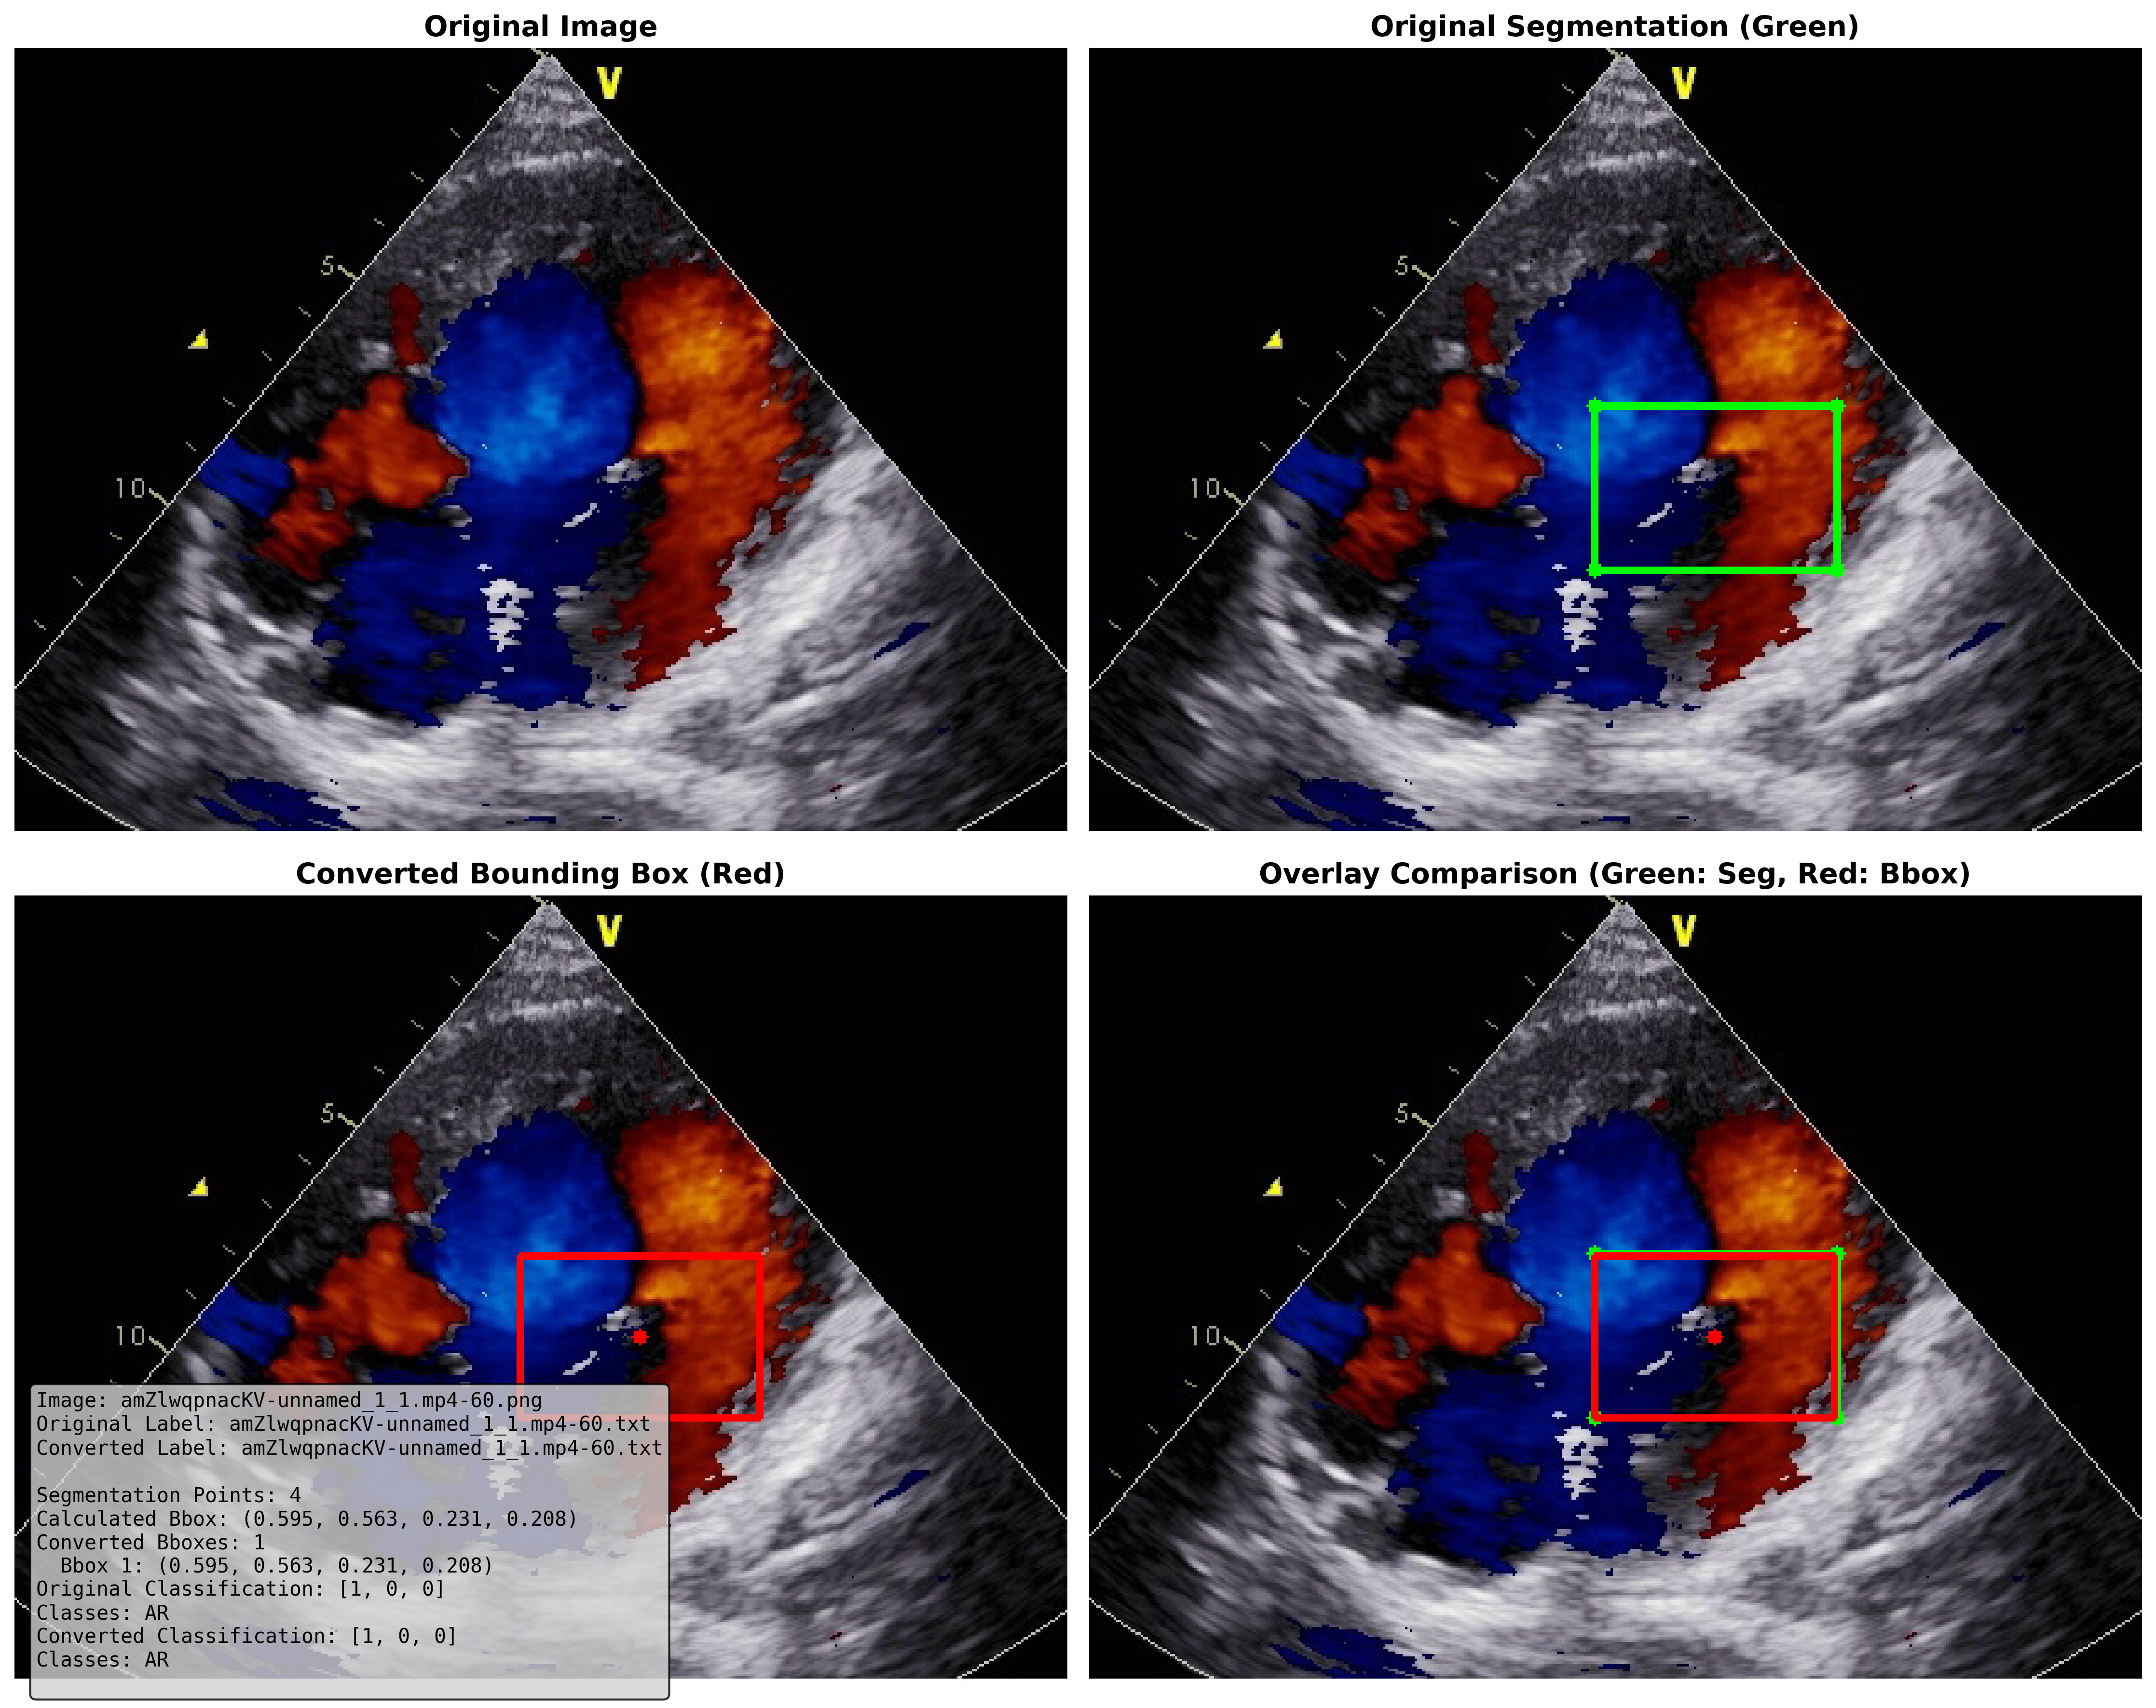 Original Image
Original Segmentation (Green)
V
5
10
V
5
10
Converted Bounding Box (Red)
Overlay Comparison (Green: Seg, Red: Bbox)
V
5
10
V
5
10
Image: amZlwqpnacKV-unnamed_1_1.mp4-60.png
Original Label: amZlwqpnacKV-unnamed_1_1.mp4-60.txt
Converted Label: amZlwqpnacKV-unnamed_1_1.mp4-60.txt
Segmentation Points: 4
Calculated Bbox: (0.595, 0.563, 0.231, 0.208)
Converted Bboxes: 1
Bbox 1: (0.595, 0.563, 0.231, 0.208)
Original Classification: [1, 0, 0]
Classes: AR
Converted Classification: [1, 0, 0]
Classes: AR